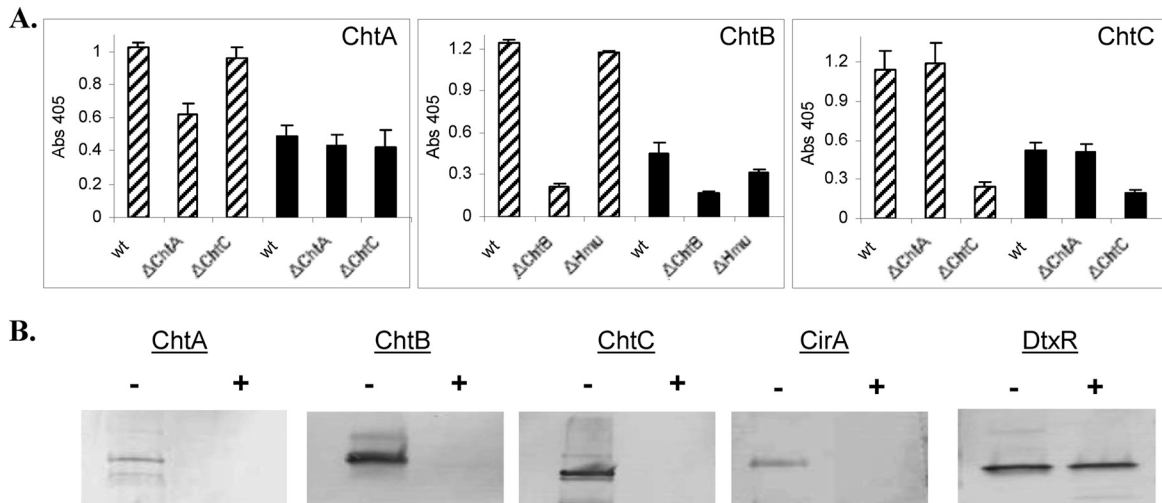 A.
ChtA
ChtB
ChtC
Abs 405
1
0.8
0.6
0.4
0.2
0
wt
ΔChtA
ΔChtC
wt
ΔChtA
ΔChtC
Abs 405
1.2
0.9
0.6
0.3
0
wt
ΔChtB
ΔHmu
wt
ΔChtB
ΔHmu
Abs 405
1.2
0.9
0.6
0.3
0
wt
ΔChtA
ΔChtC
wt
ΔChtA
ΔChtC
B.
ChtA ChtB ChtC CirA DtxR
- + - + - + - + - +